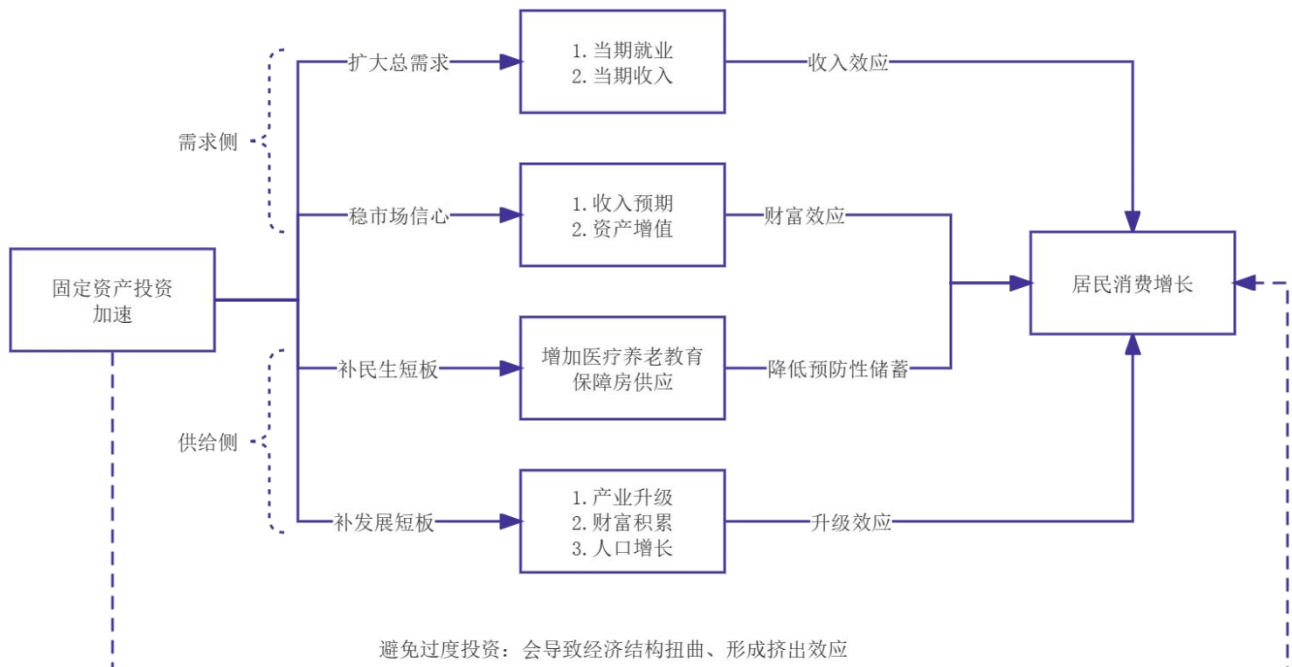 扩大总需求
1. 当期就业
2. 当期收入
收入效应
需求侧
稳市场信心
1. 收入预期
2. 资产增值
财富效应
固定资产投资
加速
居民消费增长
补民生短板
增加医疗养老教育
保障房供应
降低预防性储蓄
供给侧
补发展短板
1. 产业升级
2. 财富积累
3. 人口增长
升级效应
避免过度投资：会导致经济结构扭曲、形成挤出效应